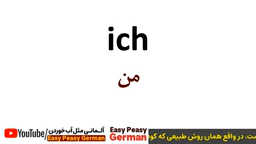 ich
من
YouTube/ آلمانی مثل آب خوردن Easy Peasy German
Easy Peasy German
ست، در واقع همان روش طبیعی که کو